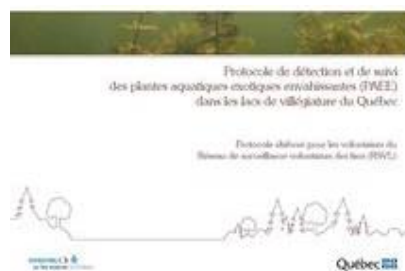 Protocole de détection et de suivi
des plantes aquatiques exotiques envahissantes (PAEE)
dans les lacs de villégiature du Québec
Protocole élaboré pour les volontaires du
Réseau de surveillance volontaire des lacs (RSVL)
Québec